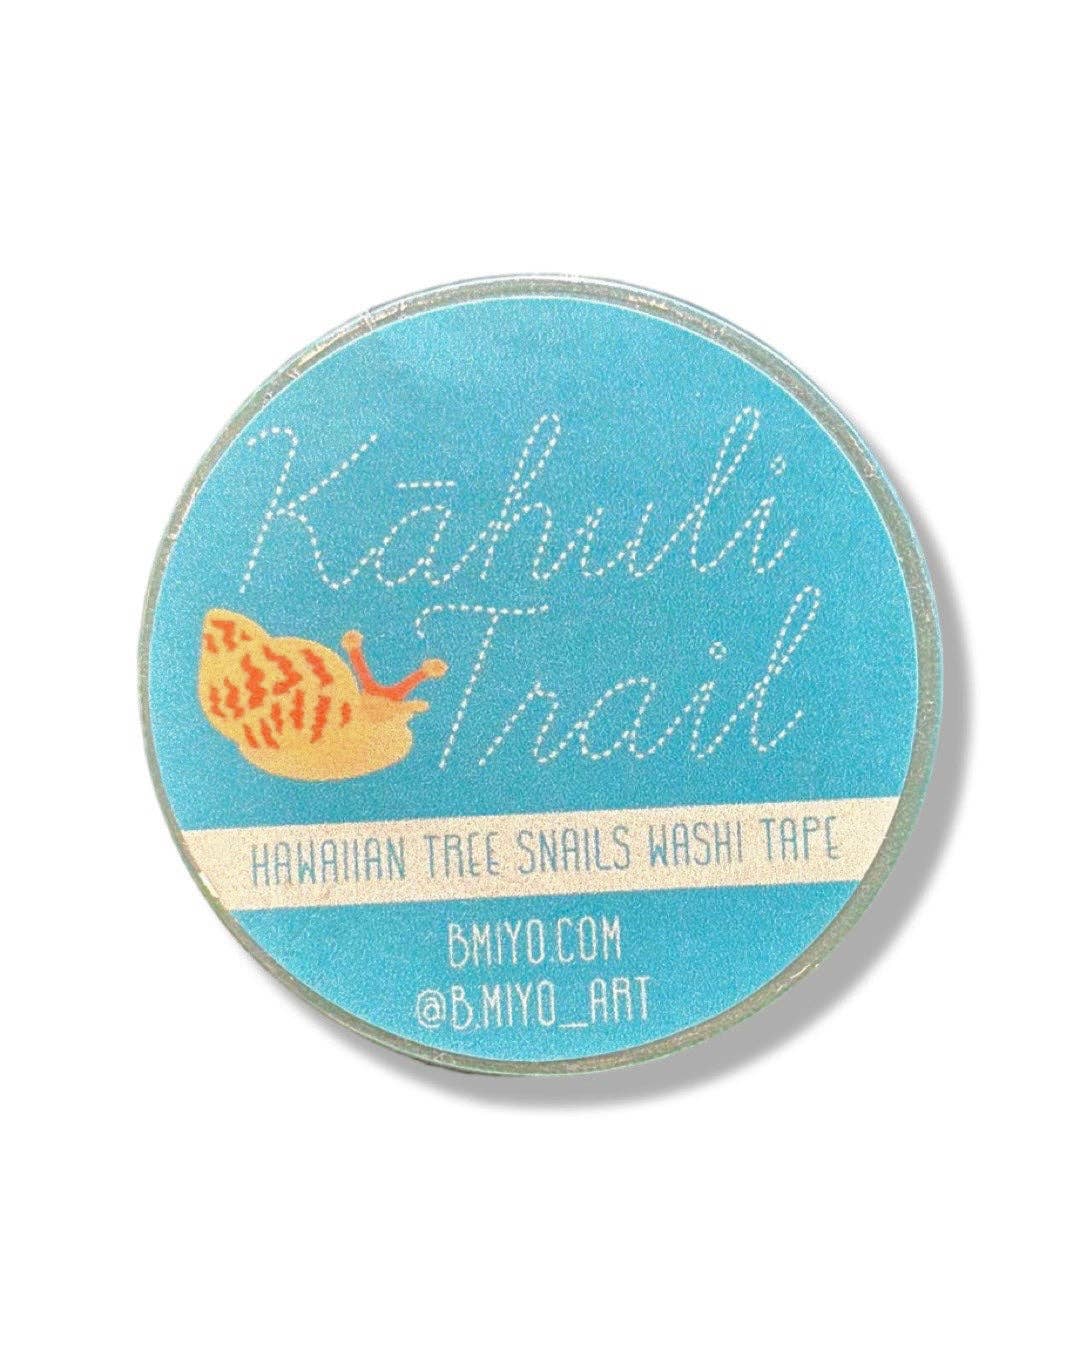 Kāhuli
Trail
HAWAIIAN TREE SNAILS WASHI TAPE
BMIYO.COM
@B.MIYO_ART